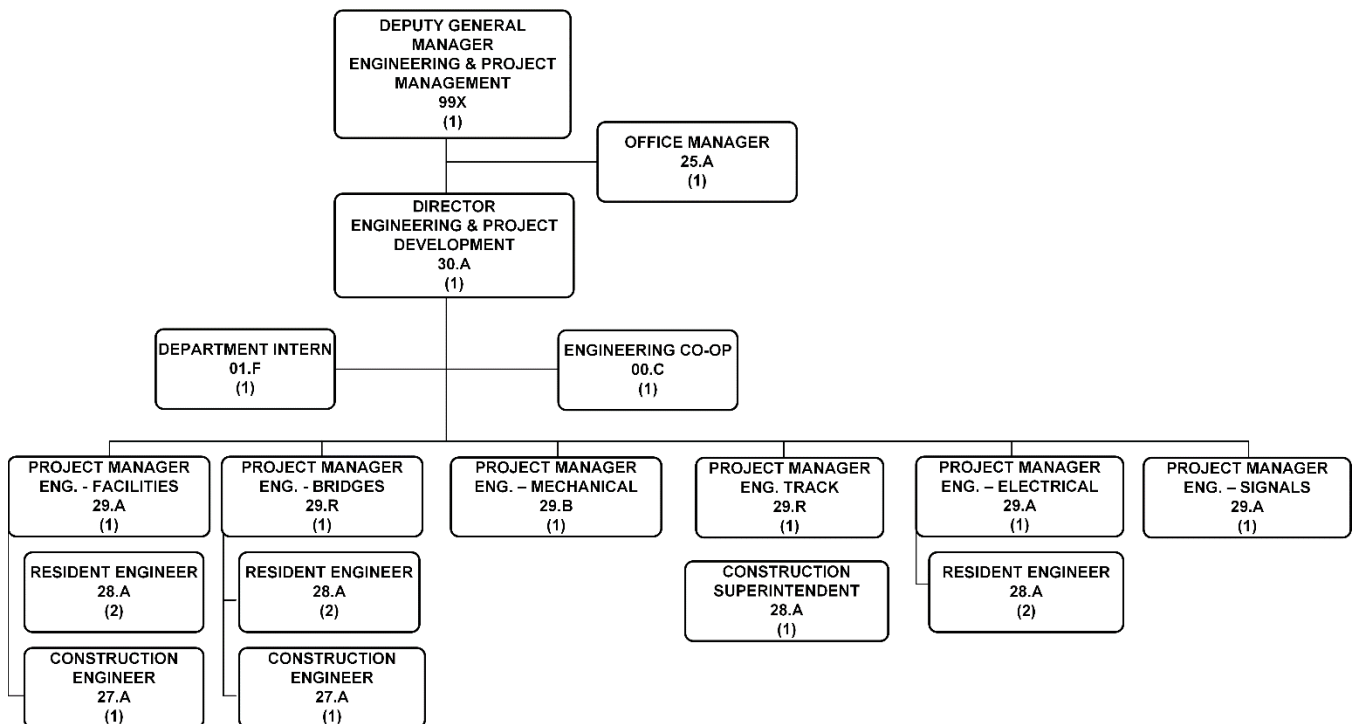 DEPUTY GENERAL
MANAGER
ENGINEERING & PROJECT
MANAGEMENT
99X
(1)
OFFICE MANAGER
25.A
(1)
DIRECTOR
ENGINEERING & PROJECT
DEVELOPMENT
30.A
(1)
DEPARTMENT INTERN
01.F
(1)
ENGINEERING CO-OP
00.C
(1)
PROJECT MANAGER
ENG. - FACILITIES
29.A
(1)
PROJECT MANAGER
ENG. - BRIDGES
29.R
(1)
PROJECT MANAGER
ENG. – MECHANICAL
29.B
(1)
PROJECT MANAGER
ENG. TRACK
29.R
(1)
PROJECT MANAGER
ENG. – ELECTRICAL
29.A
(1)
PROJECT MANAGER
ENG. – SIGNALS
29.A
(1)
RESIDENT ENGINEER
28.A
(2)
RESIDENT ENGINEER
28.A
(2)
CONSTRUCTION
SUPERINTENDENT
28.A
(1)
RESIDENT ENGINEER
28.A
(2)
CONSTRUCTION
ENGINEER
27.A
(1)
CONSTRUCTION
ENGINEER
27.A
(1)